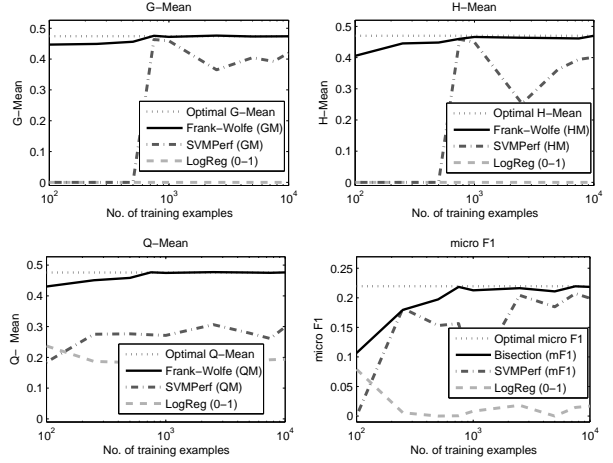 G−Mean
G−Mean
0.5
0.4
0.3
0.2
0.1
0
Optimal G−Mean
Frank−Wolfe (GM)
SVMPerf (GM)
LogReg (0−1)
10^2
10^3
10^4
No. of training examples
H−Mean
H−Mean
0.5
0.4
0.3
0.2
0.1
0
Optimal H−Mean
Frank−Wolfe (HM)
SVMPerf (HM)
LogReg (0−1)
10^2
10^3
10^4
No. of training examples
Q−Mean
Q− Mean
0.5
0.4
0.3
0.2
0.1
0
Optimal Q−Mean
Frank−Wolfe (QM)
SVMPerf (QM)
LogReg (0−1)
10^2
10^3
10^4
No. of training examples
micro F1
micro F1
0.25
0.2
0.15
0.1
0.05
0
Optimal micro F1
Bisection (mF1)
SVMPerf (mF1)
LogReg (0−1)
10^2
10^3
10^4
No. of training examples